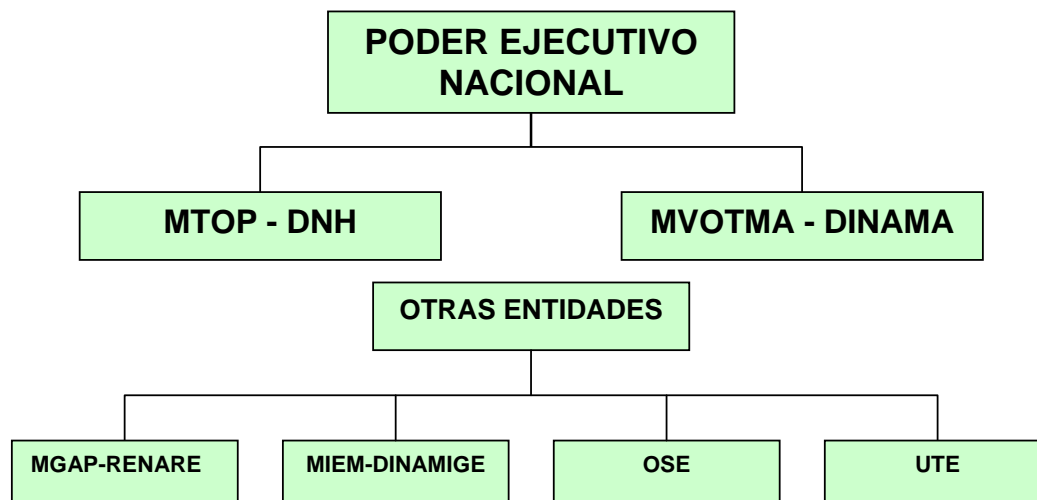 PODER EJECUTIVO
NACIONAL
MTOP - DNH
MVOTMA - DINAMA
OTRAS ENTIDADES
MGAP-RENARE
MIEM-DINAMIGE
OSE
UTE